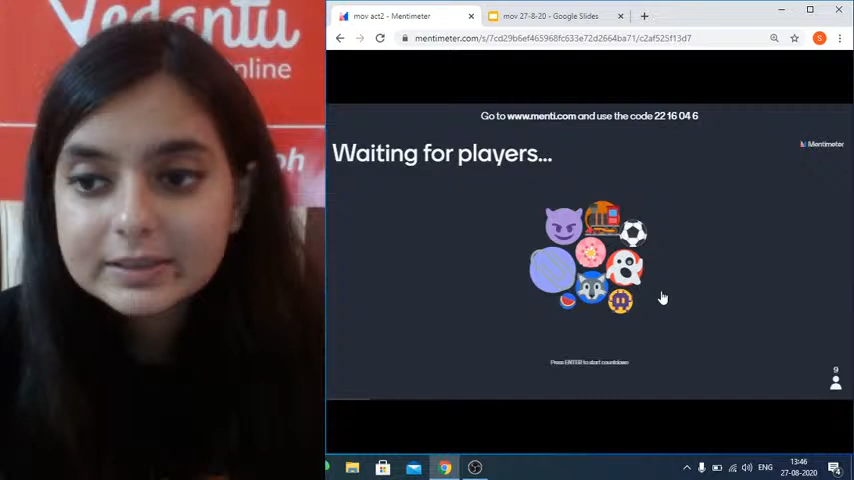 Vedantu
online
oh
mov act2 - Mentimeter
mov 27-8-20 - Google Slides
mentimeter.com/s/7cd29b6ef465968fc633e72d2664ba71/c2af525f13d7
S
Go to www.menti.com and use the code 22 16 04 6
Mentimeter
Waiting for players...
Press ENTER to start countdown
9
ENG
13:46
27-08-2020
4